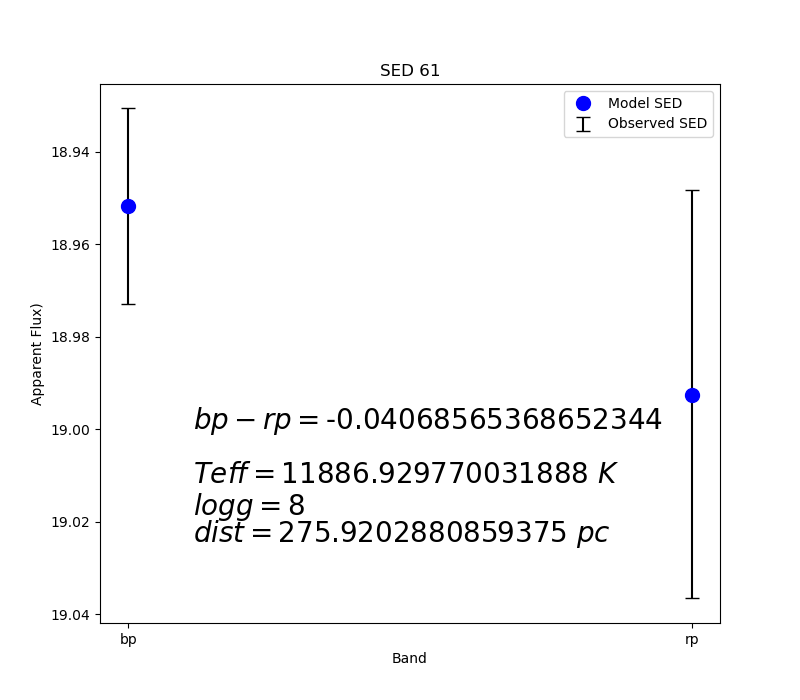 SED 61
Model SED
Observed SED
18.94
18.96
18.98
19.00
19.02
19.04
Apparent Flux)
bp − rp = -0.04068565368652344
Teff = 11886.929770031888 K
logg = 8
dist = 275.9202880859375 pc
bp
rp
Band